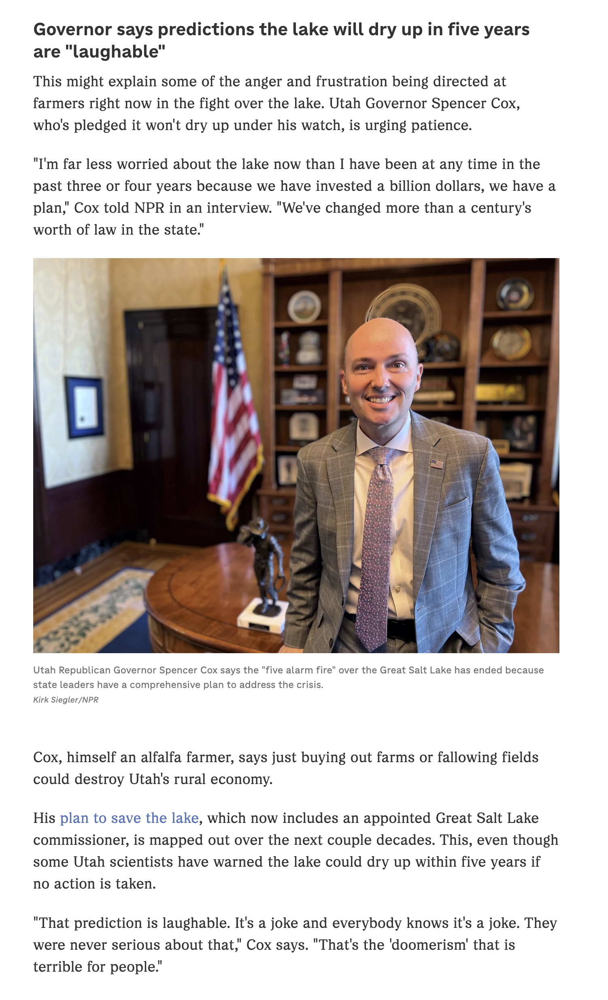 Governor says predictions the lake will dry up in five years
are "laughable"
This might explain some of the anger and frustration being directed at
farmers right now in the fight over the lake. Utah Governor Spencer Cox,
who's pledged it won't dry up under his watch, is urging patience.
"I'm far less worried about the lake now than I have been at any time in the
past three or four years because we have invested a billion dollars, we have a
plan," Cox told NPR in an interview. "We've changed more than a century's
worth of law in the state."
Utah Republican Governor Spencer Cox says the "five alarm fire" over the Great Salt Lake has ended because
state leaders have a comprehensive plan to address the crisis.
Kirk Siegler/NPR
Cox, himself an alfalfa farmer, says just buying out farms or fallowing fields
could destroy Utah's rural economy.
His plan to save the lake, which now includes an appointed Great Salt Lake
commissioner, is mapped out over the next couple decades. This, even though
some Utah scientists have warned the lake could dry up within five years if
no action is taken.
"That prediction is laughable. It's a joke and everybody knows it's a joke. They
were never serious about that," Cox says. "That's the 'doomerism' that is
terrible for people."